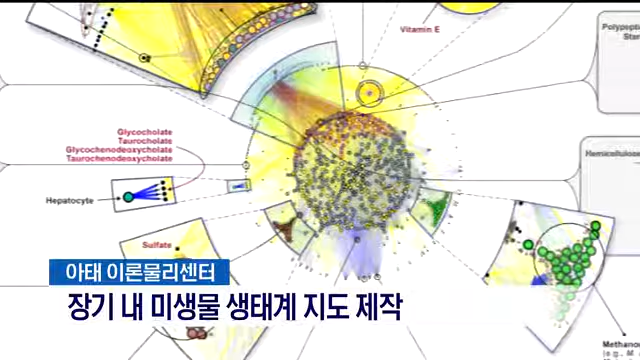 Vitamin E
Polypept
Star
Glycocholate
Taurocholate
Glycochenodeoxycholate
Taurochenodeoxycholate
Hemicellulose
Hepatocyte
Sulfate
아태 이론물리센터
장기 내 미생물 생태계 지도 제작
Methanou
(e.g., M